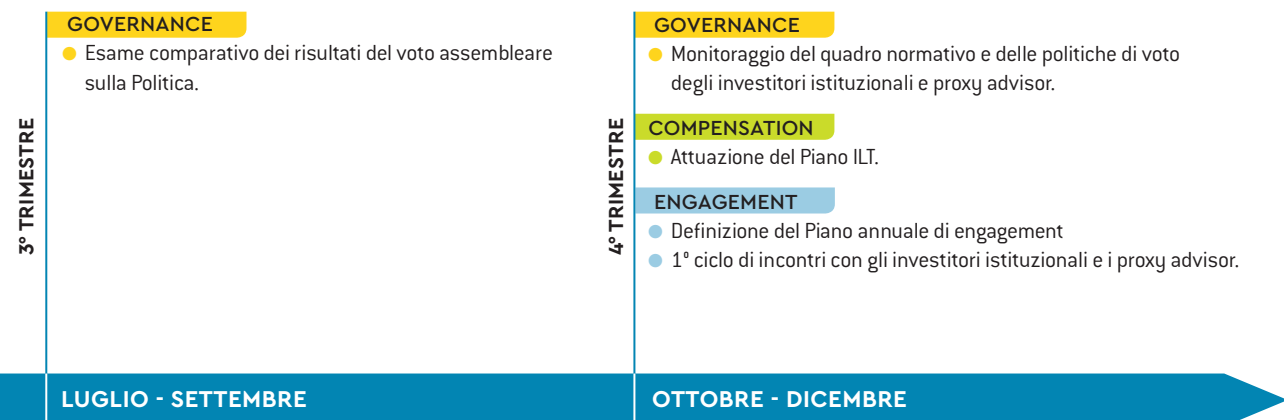 3° TRIMESTRE
GOVERNANCE
Esame comparativo dei risultati del voto assembleare
sulla Politica.
LUGLIO - SETTEMBRE
4° TRIMESTRE
GOVERNANCE
Monitoraggio del quadro normativo e delle politiche di voto
degli investitori istituzionali e proxy advisor.
COMPENSATION
Attuazione del Piano ILT.
ENGAGEMENT
Definizione del Piano annuale di engagement
1° ciclo di incontri con gli investitori istituzionali e i proxy advisor.
OTTOBRE - DICEMBRE